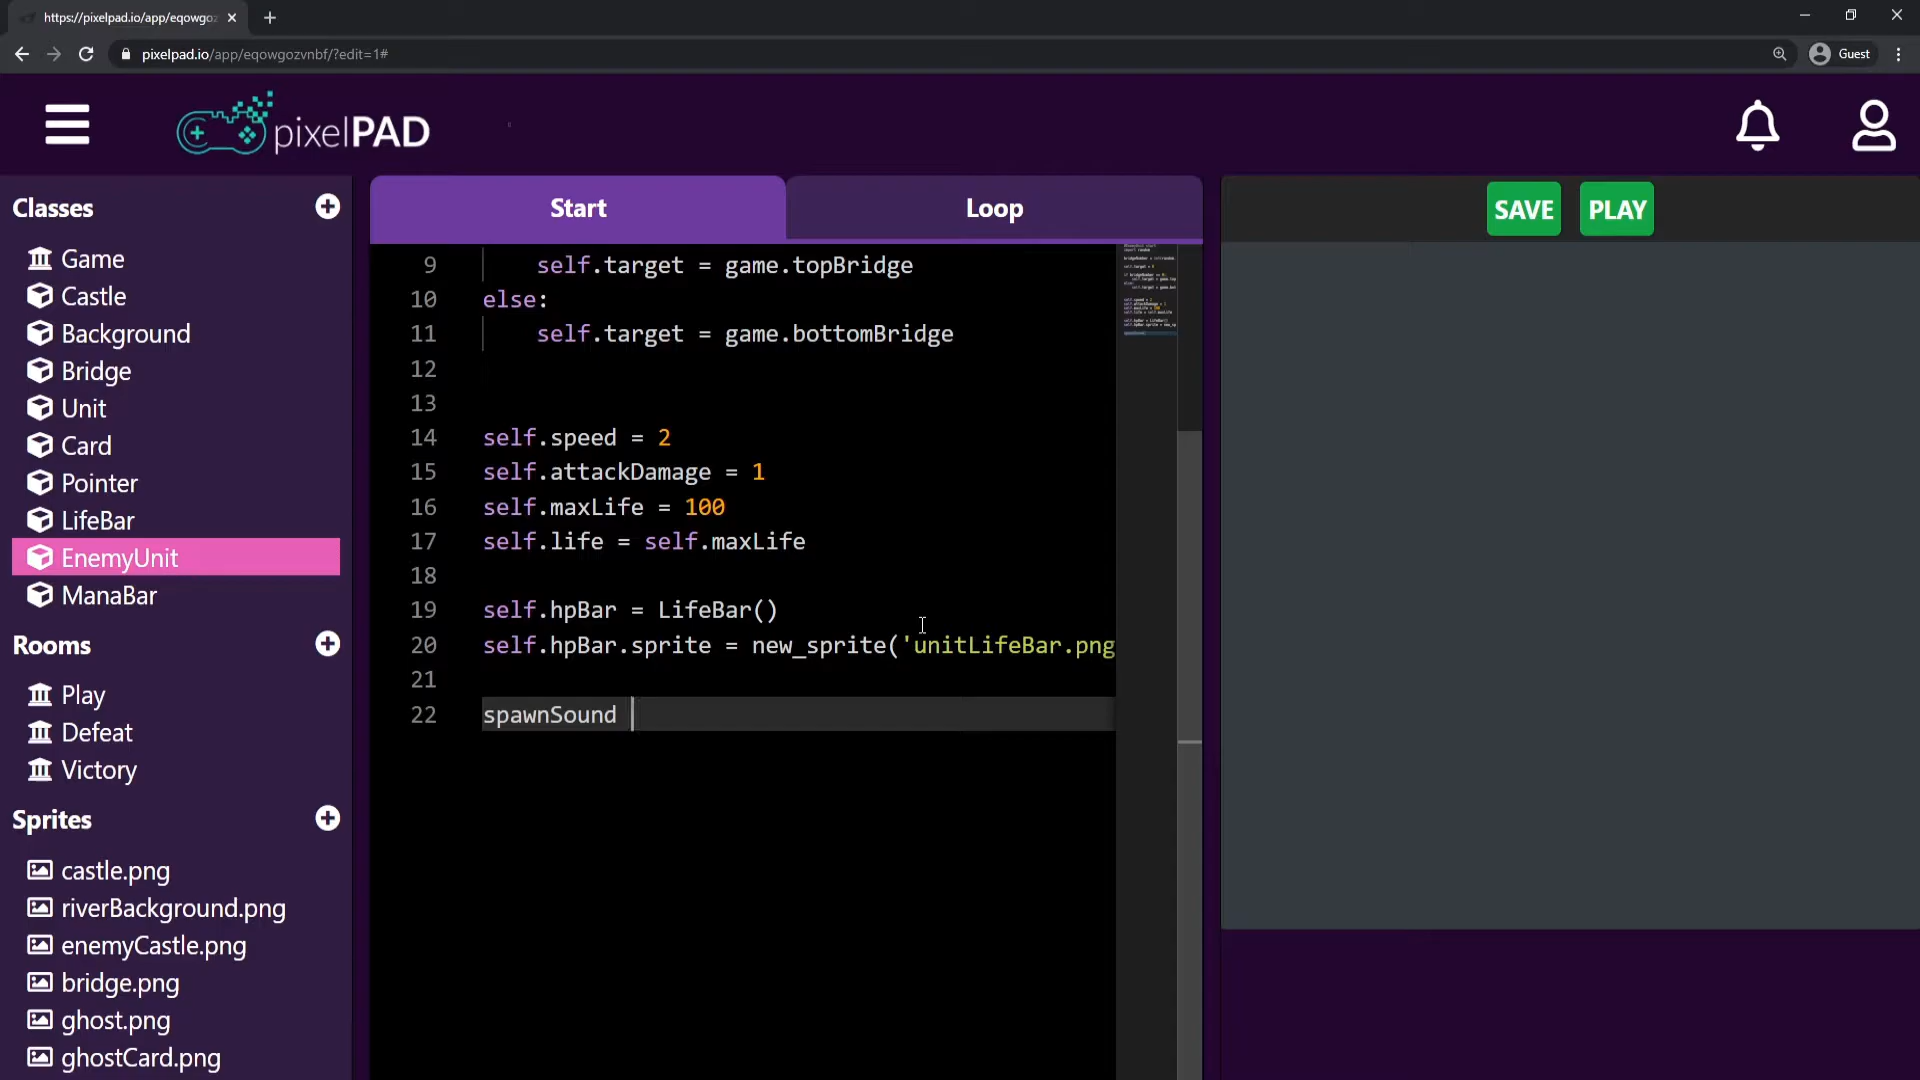 https://pixelpad.io/app/eqowgoz
pixelpad.io/app/eqowgozvnbf/?edit=1#
Guest
pixelPAD
Classes
Game
Castle
Background
Bridge
Unit
Card
Pointer
LifeBar
EnemyUnit
ManaBar
Rooms
Play
Defeat
Victory
Sprites
castle.png
riverBackground.png
enemyCastle.png
bridge.png
ghost.png
ghostCard.png
Start
Loop
9 self.target = game.topBridge
10 else:
11 self.target = game.bottomBridge
12
13
14 self.speed = 2
15 self.attackDamage = 1
16 self.maxLife = 100
17 self.life = self.maxLife
18
19 self.hpBar = LifeBar()
20 self.hpBar.sprite = new_sprite('unitLifeBar.png
21
22 spawnSound
SAVE
PLAY